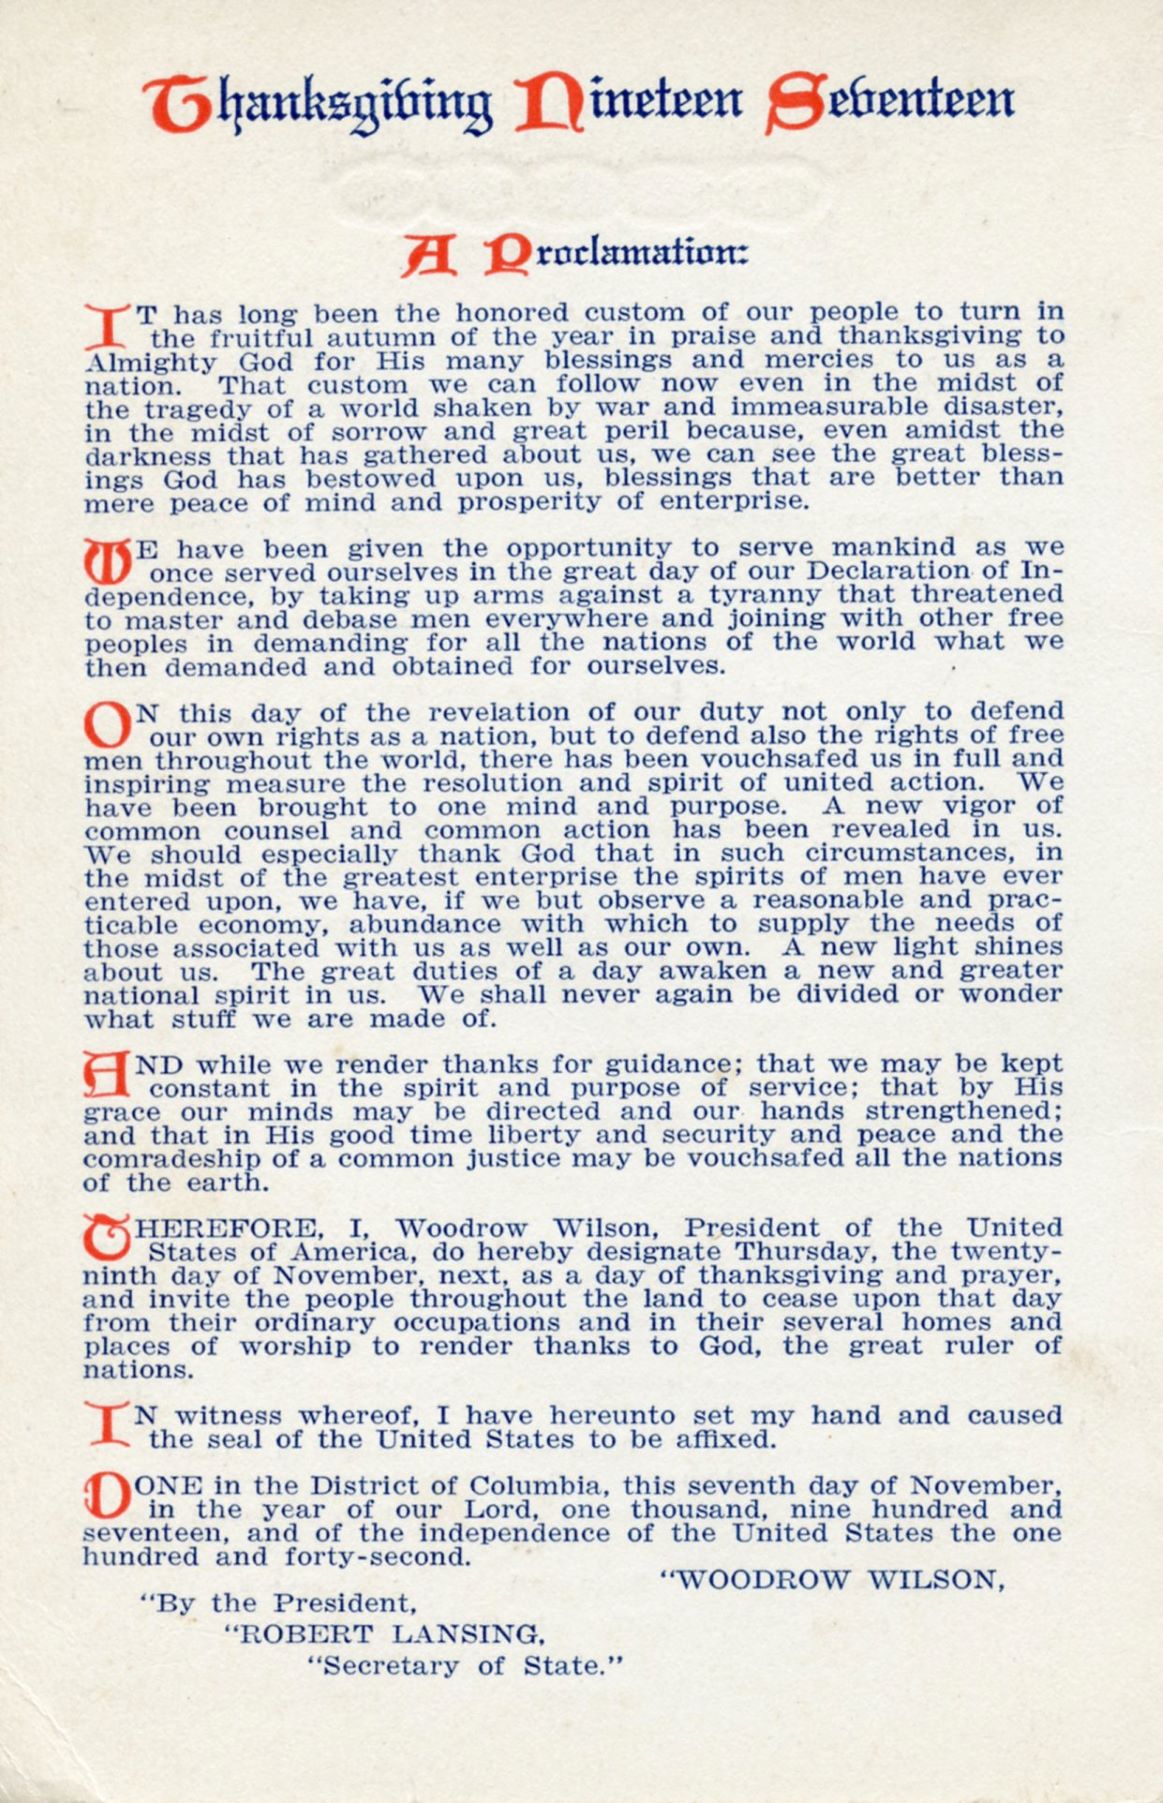 Thanksgiving Nineteen Seventeen
A Proclamation:
IT has long been the honored custom of our people to turn in
the fruitful autumn of the year in praise and thanksgiving to
Almighty God for His many blessings and mercies to us as a
nation. That custom we can follow now even in the midst of
the tragedy of a world shaken by war and immeasurable disaster,
in the midst of sorrow and great peril because, even amidst the
darkness that has gathered about us, we can see the great bless-
ings God has bestowed upon us, blessings that are better than
mere peace of mind and prosperity of enterprise.
WE have been given the opportunity to serve mankind as we
once served ourselves in the great day of our Declaration of In-
dependence, by taking up arms against a tyranny that threatened
to master and debase men everywhere and joining with other free
peoples in demanding for all the nations of the world what we
then demanded and obtained for ourselves.
ON this day of the revelation of our duty not only to defend
our own rights as a nation, but to defend also the rights of free
men throughout the world, there has been vouchsafed us in full and
inspiring measure the resolution and spirit of united action. We
have been brought to one mind and purpose. A new vigor of
common counsel and common action has been revealed in us.
We should especially thank God that in such circumstances, in
the midst of the greatest enterprise the spirits of men have ever
entered upon, we have, if we but observe a reasonable and prac-
ticable economy, abundance with which to supply the needs of
those associated with us as well as our own. A new light shines
about us. The great duties of a day awaken a new and greater
national spirit in us. We shall never again be divided or wonder
what stuff we are made of.
AND while we render thanks for guidance; that we may be kept
constant in the spirit and purpose of service; that by His
grace our minds may be directed and our hands strengthened;
and that in His good time liberty and security and peace and the
comradeship of a common justice may be vouchsafed all the nations
of the earth.
THEREFORE, I, Woodrow Wilson, President of the United
States of America, do hereby designate Thursday, the twenty-
ninth day of November, next, as a day of thanksgiving and prayer,
and invite the people throughout the land to cease upon that day
from their ordinary occupations and in their several homes and
places of worship to render thanks to God, the great ruler of
nations.
IN witness whereof, I have hereunto set my hand and caused
the seal of the United States to be affixed.
DONE in the District of Columbia, this seventh day of November,
in the year of our Lord, one thousand, nine hundred and
seventeen, and of the independence of the United States the one
hundred and forty-second.
“WOODROW WILSON,
“By the President,
“ROBERT LANSING,
“Secretary of State.”